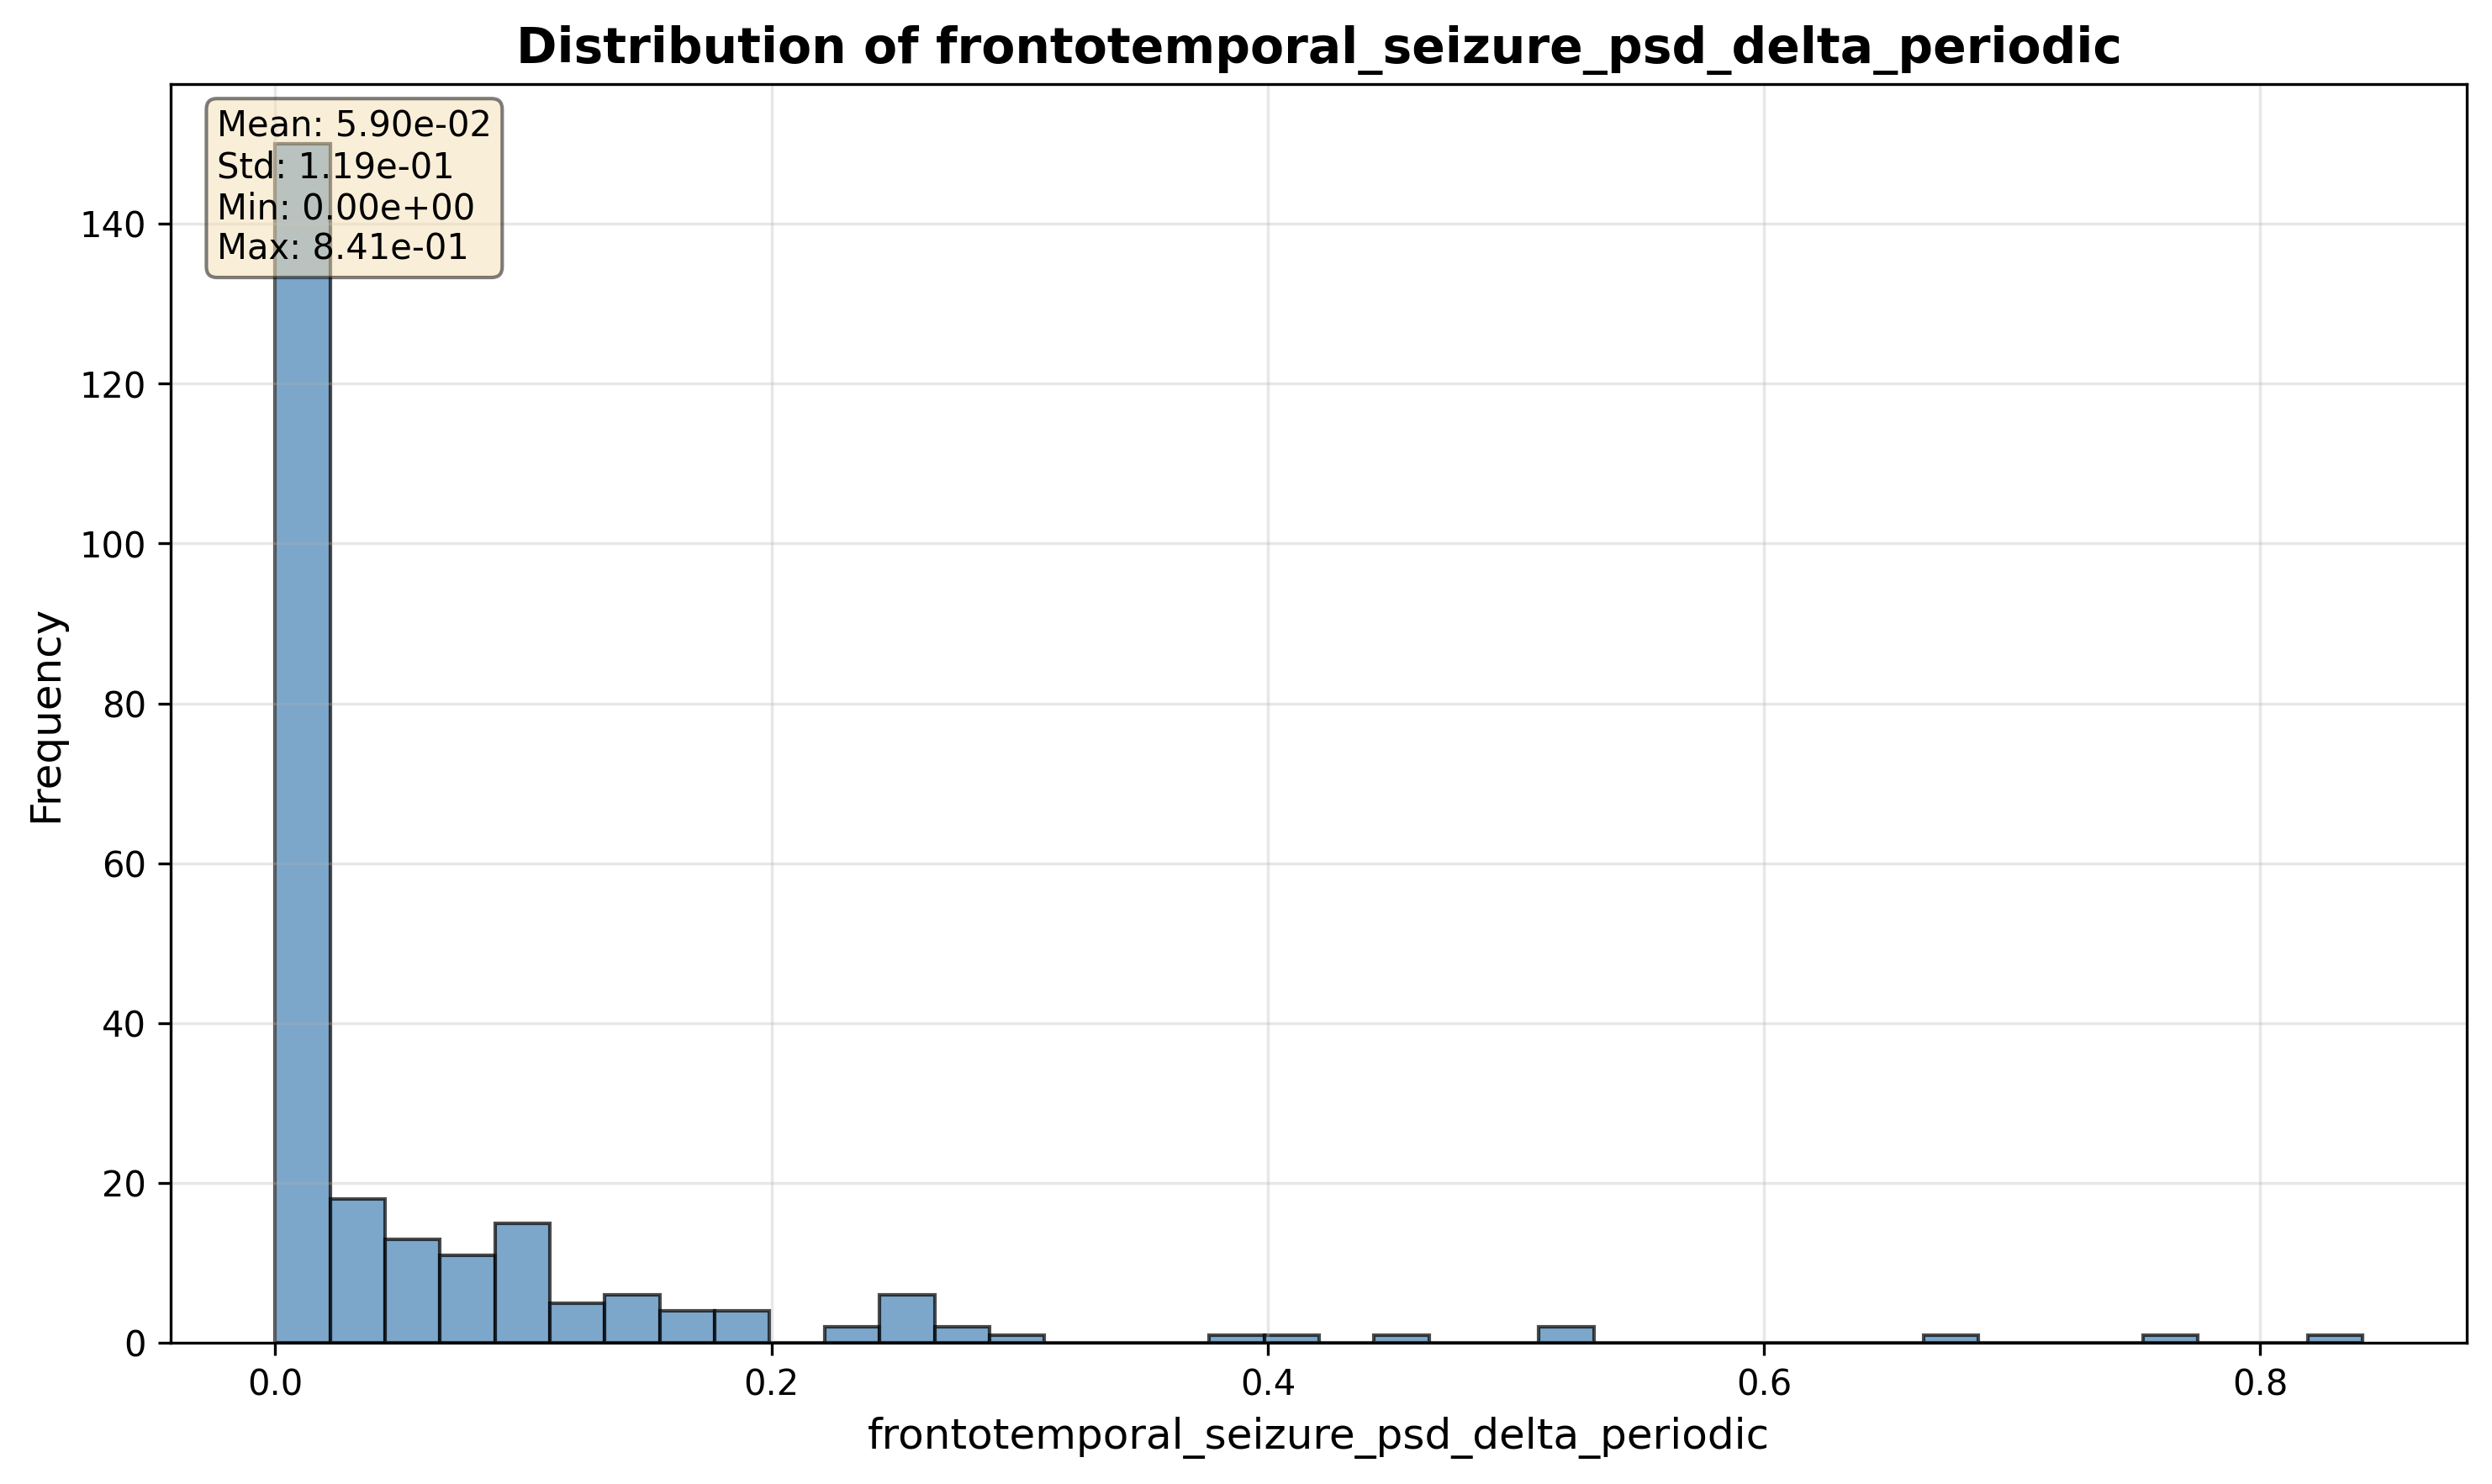 Distribution of frontotemporal_seizure_psd_delta_periodic
Mean: 5.90e-02
Std: 1.19e-01
Min: 0.00e+00
Max: 8.41e-01
140
120
100
80
60
40
20
0
Frequency
0.0 0.2 0.4 0.6 0.8
frontotemporal_seizure_psd_delta_periodic